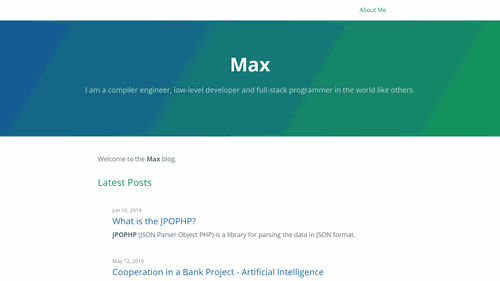 About Me
Max
I am a compiler engineer, low-level developer and full-stack programmer in the world like others.
Welcome to the Max blog.
Latest Posts
Jun 10, 2019
What is the JPOPHP?
JPOPHP (JSON Parser Object PHP) is a library for parsing the data in JSON format.
May 12, 2019
Cooperation in a Bank Project - Artificial Intelligence